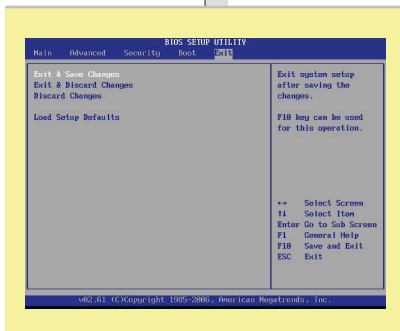 BIOS SETUP UTILITY
Main Advanced Security Boot Exit
Exit & Save Changes
Exit & Discard Changes
Discard Changes
Load Setup Defaults
Exit system setup
after saving the
changes.
F10 key can be used
for this operation.
↔ Select Screen
↑↓ Select Item
Enter Go to Sub Screen
F1 General Help
F10 Save and Exit
ESC Exit
v02.61 (C)Copyright 1985-2006, American Megatrends, Inc.